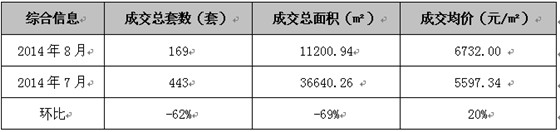 综合信息 成交总套数（套） 成交总面积（㎡） 成交均价（元/㎡）
2014年8月 169 11200.94 6732.00
2014年7月 443 36640.26 5597.34
环比 -62% -69% 20%